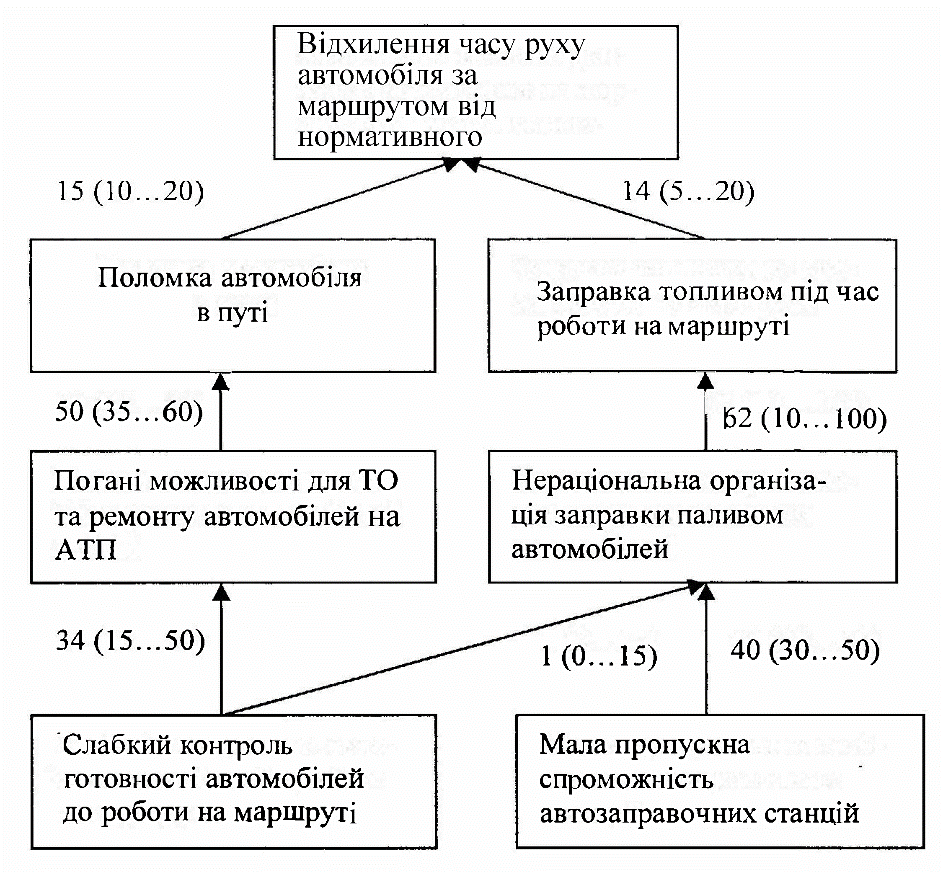 Відхилення часу руху
автомобіля за
маршрутом від
нормативного
15 (10…20)
14 (5…20)
Поломка автомобіля
в путі
Заправка топливом під час
роботи на маршруті
50 (35…60)
62 (10…100)
Погані можливості для ТО
та ремонту автомобілей на
АТП
Нераціональна організа-
ція заправки паливом
автомобілей
34 (15…50)
1 (0…15)
40 (30…50)
Слабкий контроль
готовності автомобілей
до роботи на маршруті
Мала пропускна
спроможність
автозаправочних станцій